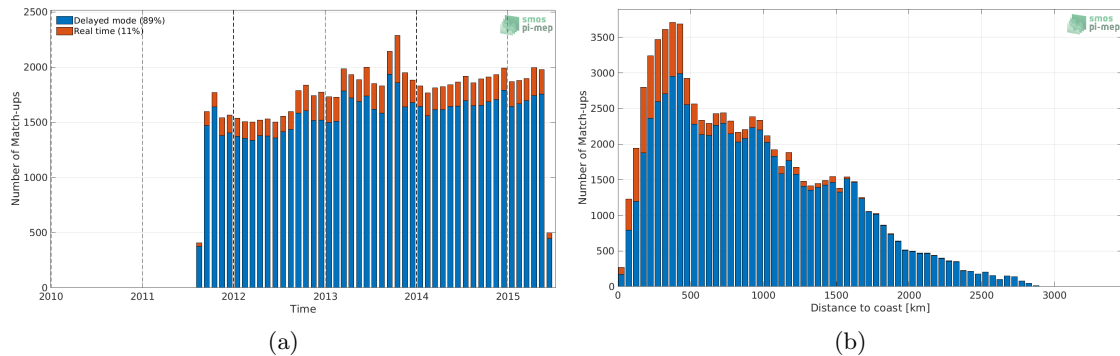 2500
2000
1500
1000
500
0
Number of Match-ups
Delayed mode (89%)
Real time (11%)
smos
pi-mep
2010
2011
2012
2013
2014
2015
Time
(a)
3500
3000
2500
2000
1500
1000
500
0
Number of Match-ups
smos
pi-mep
0
500
1000
1500
2000
2500
3000
Distance to coast [km]
(b)